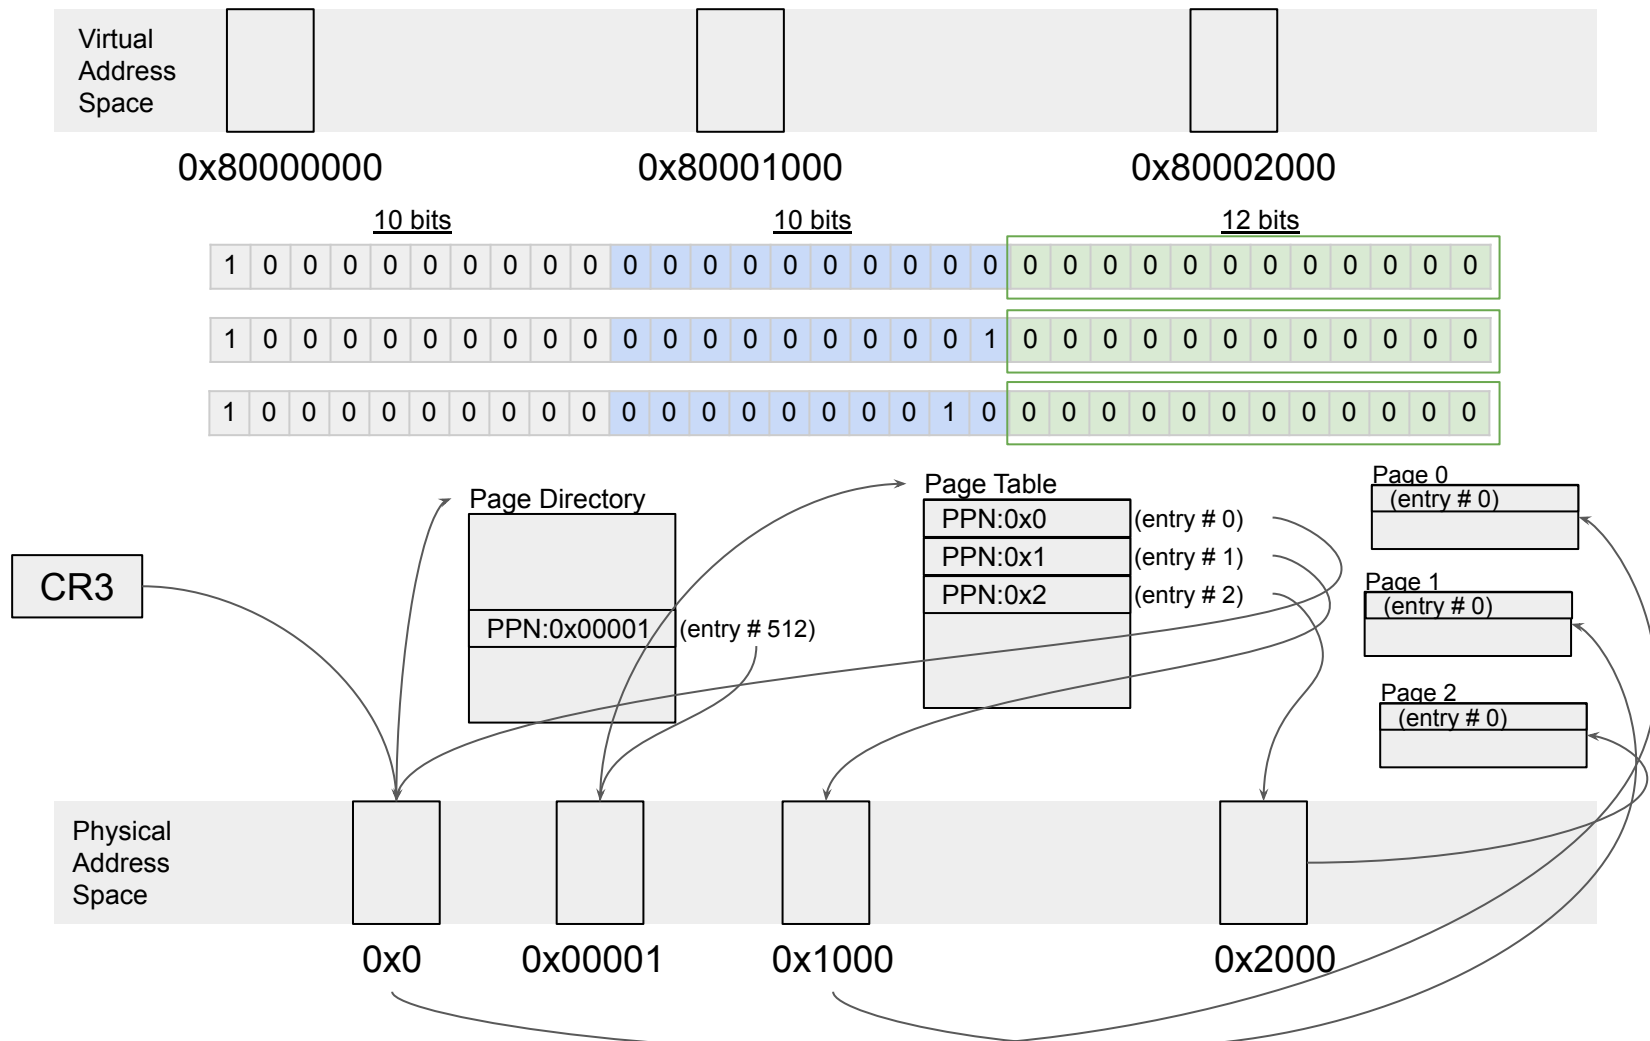 Virtual
Address
Space
0x80000000
0x80001000
0x80002000
10 bits
10 bits
12 bits
1 0 0 0 0 0 0 0 0 0 0 0 0 0 0 0 0 0 0 0 0 0 0 0 0 0 0 0 0 0 0 0
1 0 0 0 0 0 0 0 0 0 0 0 0 0 0 0 0 0 0 1 0 0 0 0 0 0 0 0 0 0 0 0
1 0 0 0 0 0 0 0 0 0 0 0 0 0 0 0 0 0 1 0 0 0 0 0 0 0 0 0 0 0 0 0
CR3
Page Directory
PPN:0x00001
(entry # 512)
Page Table
PPN:0x0
(entry # 0)
PPN:0x1
(entry # 1)
PPN:0x2
(entry # 2)
Page 0
(entry # 0)
Page 1
(entry # 0)
Page 2
(entry # 0)
Physical
Address
Space
0x0
0x00001
0x1000
0x2000